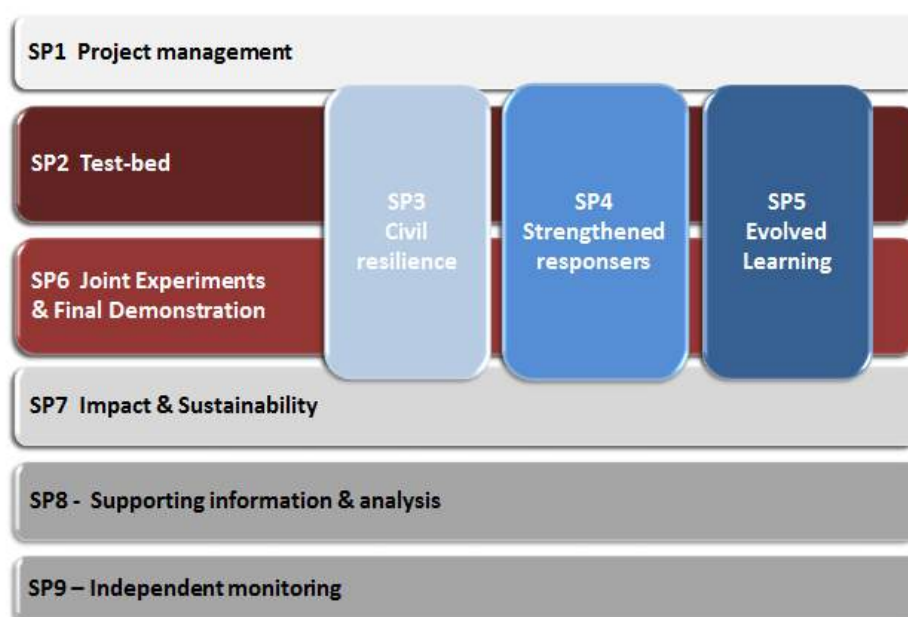 SP1 Project management
SP2 Test-bed
SP3
Civil
resilience
SP4
Strengthened
responsers
SP5
Evolved
Learning
SP6 Joint Experiments
& Final Demonstration
SP7 Impact & Sustainability
SP8 - Supporting information & analysis
SP9 – Independent monitoring